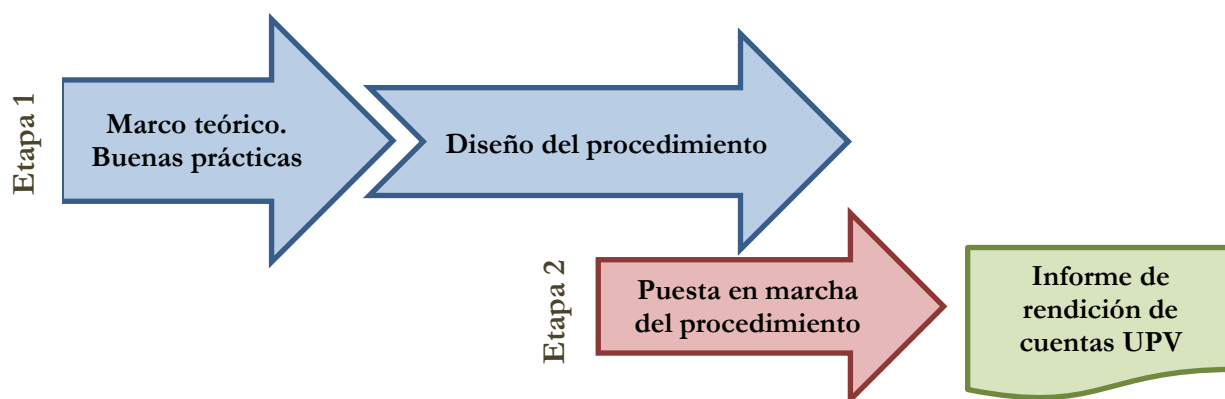 Etapa 1
Marco teórico.
Buenas prácticas
Diseño del procedimiento
Etapa 2
Puesta en marcha
del procedimiento
Informe de
rendición de
cuentas UPV